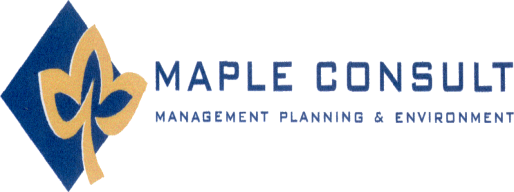 MAPLE CONSULT
MANAGEMENT PLANNING & ENVIRONMENT